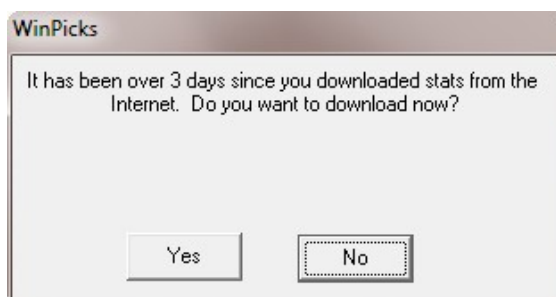 WinPicks
It has been over 3 days since you downloaded stats from the
Internet. Do you want to download now?
Yes
No